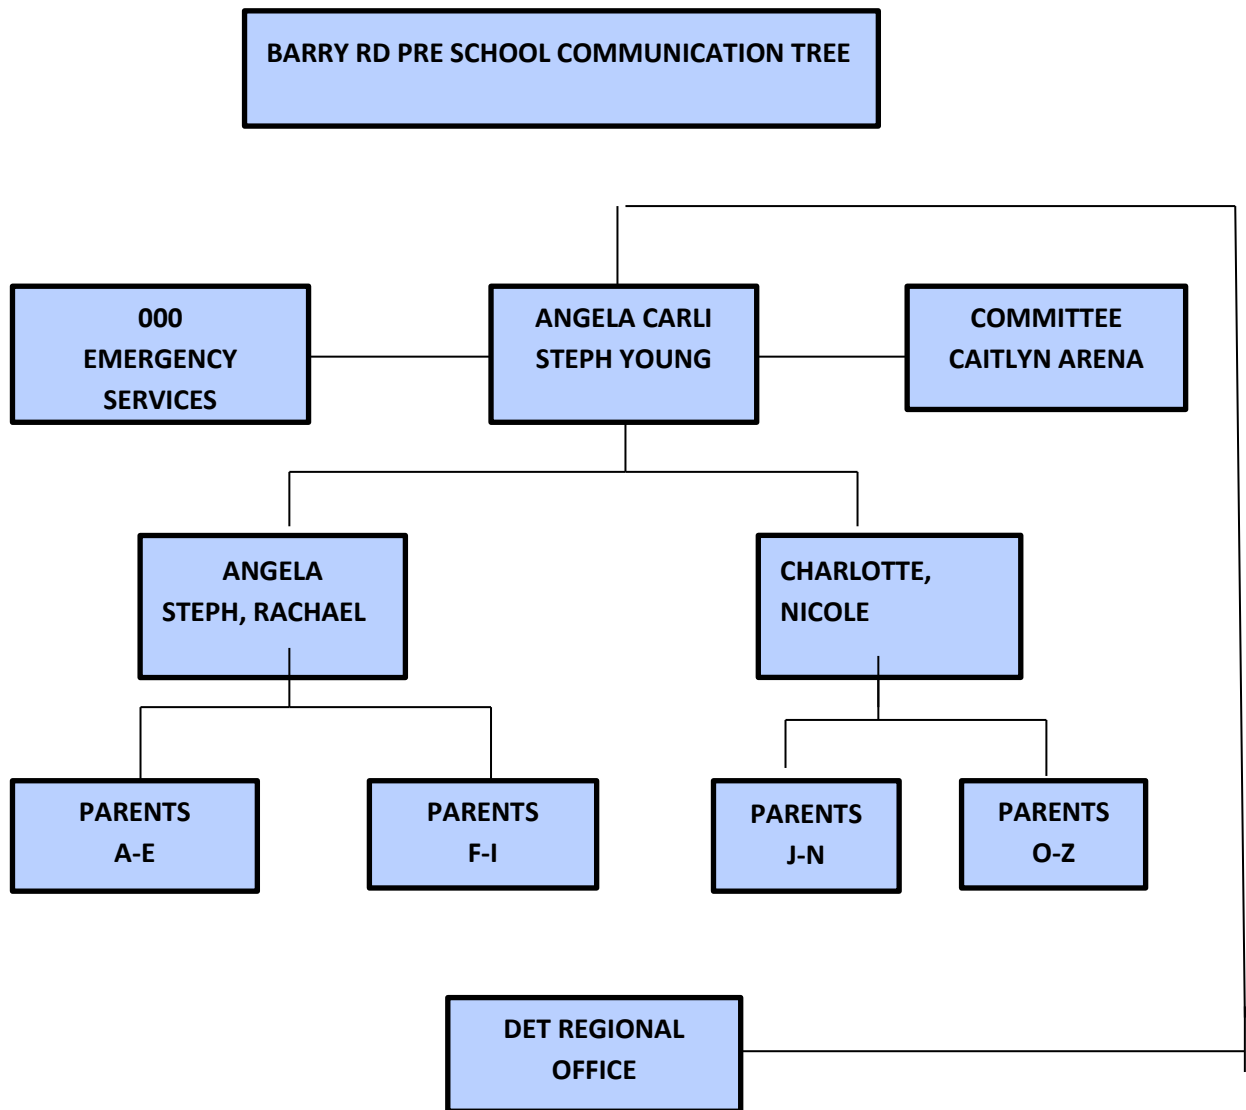 BARRY RD PRE SCHOOL COMMUNICATION TREE
000
EMERGENCY
SERVICES
ANGELA CARLI
STEPH YOUNG
COMMITTEE
CAITLYN ARENA
ANGELA
STEPH, RACHAEL
CHARLOTTE,
NICOLE
PARENTS
A-E
PARENTS
F-I
PARENTS
J-N
PARENTS
O-Z
DET REGIONAL
OFFICE